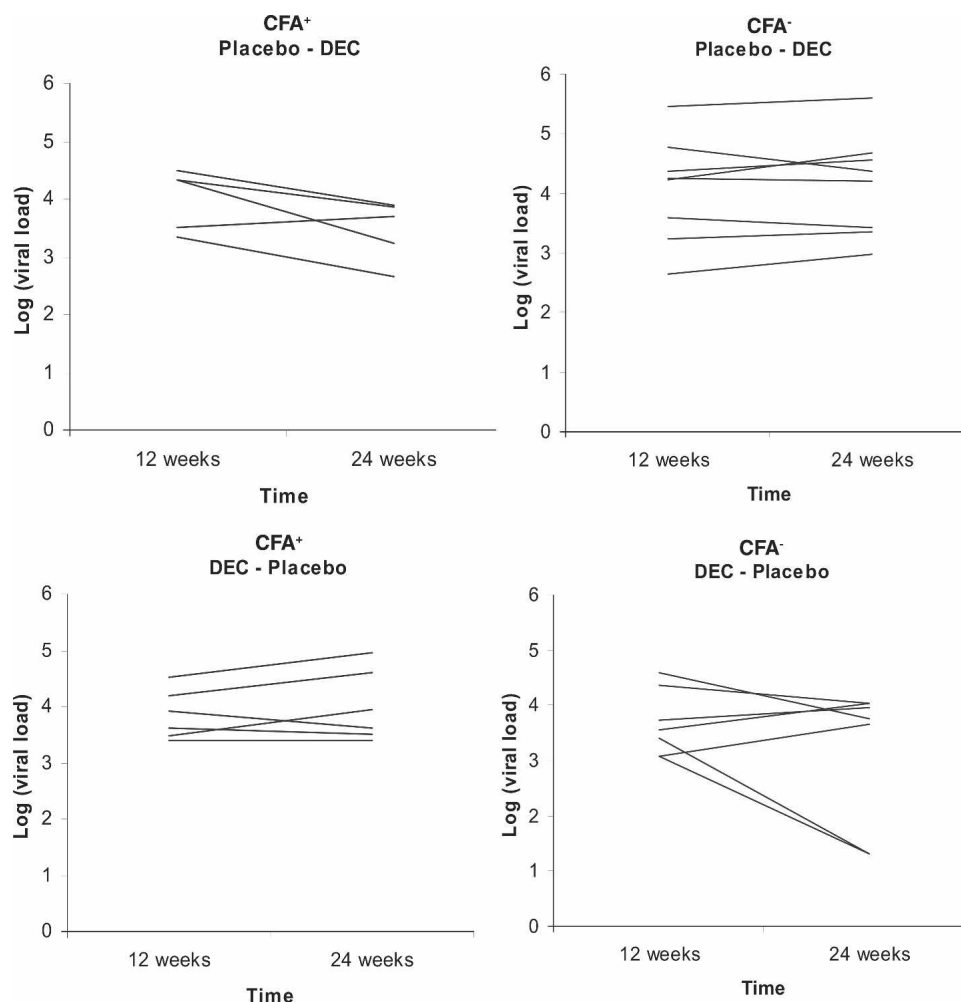 CFA⁺
Placebo - DEC
6
5
4
3
2
1
0
Log (viral load)
12 weeks
24 weeks
Time
CFA⁻
Placebo - DEC
6
5
4
3
2
1
0
Log (viral load)
12 weeks
24 weeks
Time
CFA⁺
DEC - Placebo
6
5
4
3
2
1
0
Log (viral load)
12 weeks
24 weeks
Time
CFA⁻
DEC - Placebo
6
5
4
3
2
1
0
Log (viral load)
12 weeks
24 weeks
Time